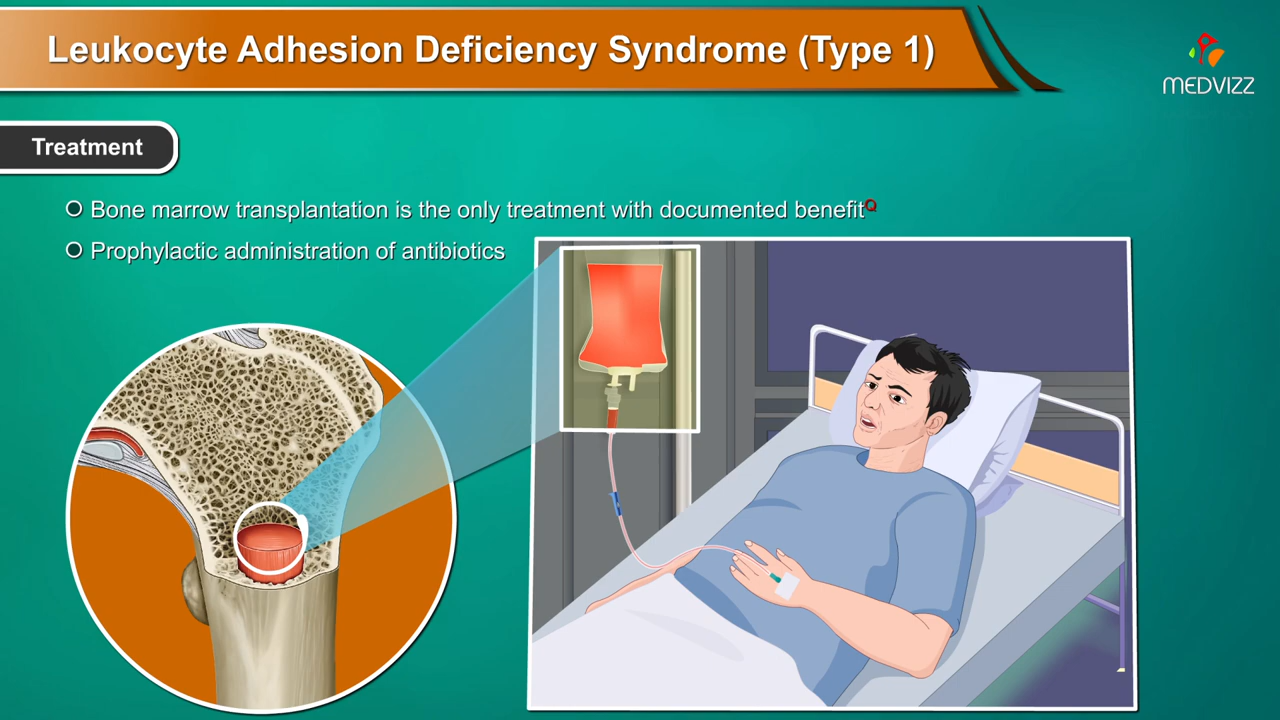 Leukocyte Adhesion Deficiency Syndrome (Type 1)
MEDVIZZ
Treatment
Bone marrow transplantation is the only treatment with documented benefitQ
Prophylactic administration of antibiotics